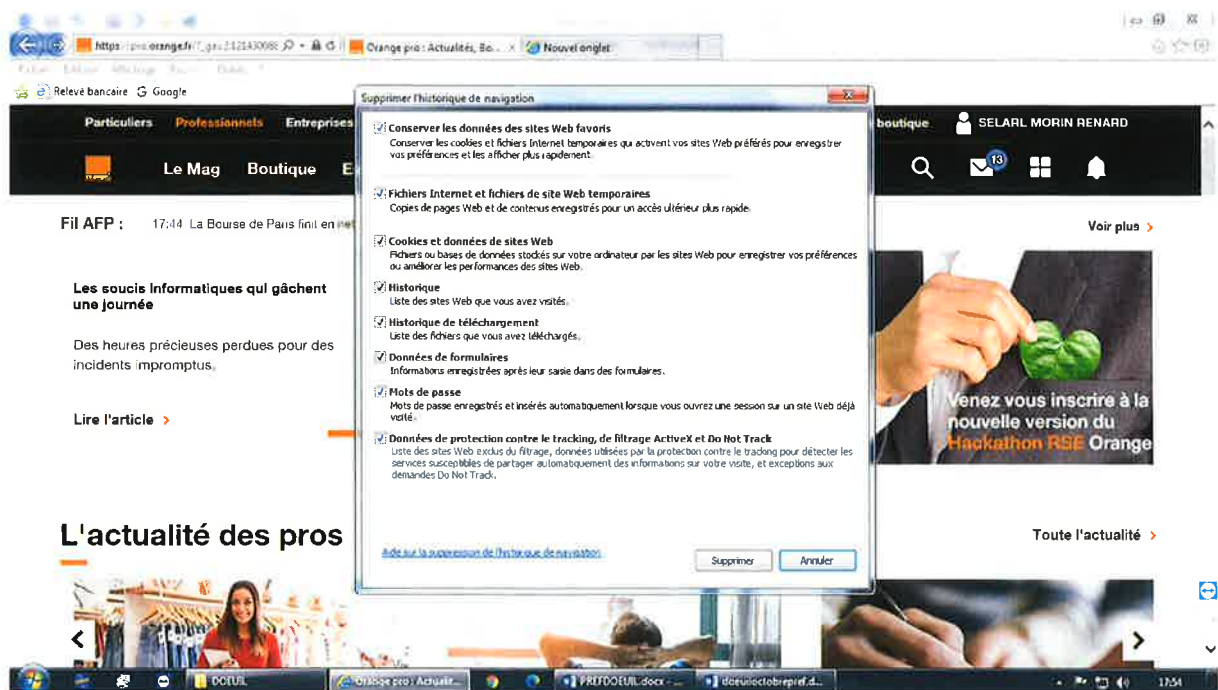 orange.fr
Orange pro : Actualités, Bo...
Nouvel onglet
Relevé bancaire
Google
Particuliers Professionnels Entreprises
boutique
SELARL MORIN RENARD
Le Mag Boutique E
13
Fil AFP : 17:44 La Bourse de Paris finit en net
Voir plus
Les soucis informatiques qui gâchent
une journée
Des heures précieuses perdues pour des
incidents impromptus.
Lire l'article
Supprimer l'historique de navigation
Conserver les données des sites Web favoris
Conserver les cookies et fichiers Internet temporaires qui activent vos sites Web préférés pour enregistrer
vos préférences et les afficher plus rapidement.
Fichiers Internet et fichiers de site Web temporaires
Copies de pages Web et de contenus enregistrés pour un accès ultérieur plus rapide.
Cookies et données de sites Web
Fichiers ou bases de données stockés sur votre ordinateur par les sites Web pour enregistrer vos préférences
ou améliorer les performances des sites Web.
Historique
Liste des sites Web que vous avez visités.
Historique de téléchargement
Liste des fichiers que vous avez téléchargés.
Données de formulaires
Informations enregistrées après leur saisie dans des formulaires.
Mots de passe
Mots de passe enregistrés et insérés automatiquement lorsque vous ouvrez une session sur un site Web déjà
visité.
Données de protection contre le tracking, de filtrage ActiveX et Do Not Track
Liste des sites Web exclus du filtrage, données utilisées par la protection contre le tracking pour détecter les
services susceptibles de partager automatiquement des informations sur votre visite, et exceptions aux
demandes Do Not Track.
Aide sur la suppression de l'historique de navigation
Supprimer
Annuler
Venez vous inscrire à la
nouvelle version du
Hackathon RSE Orange
L'actualité des pros
Toute l'actualité
DOEUIL
Orange pro : Actualit...
PREFDOEUIL.docx - ...
doeuiloctobrepref.d...
17:54